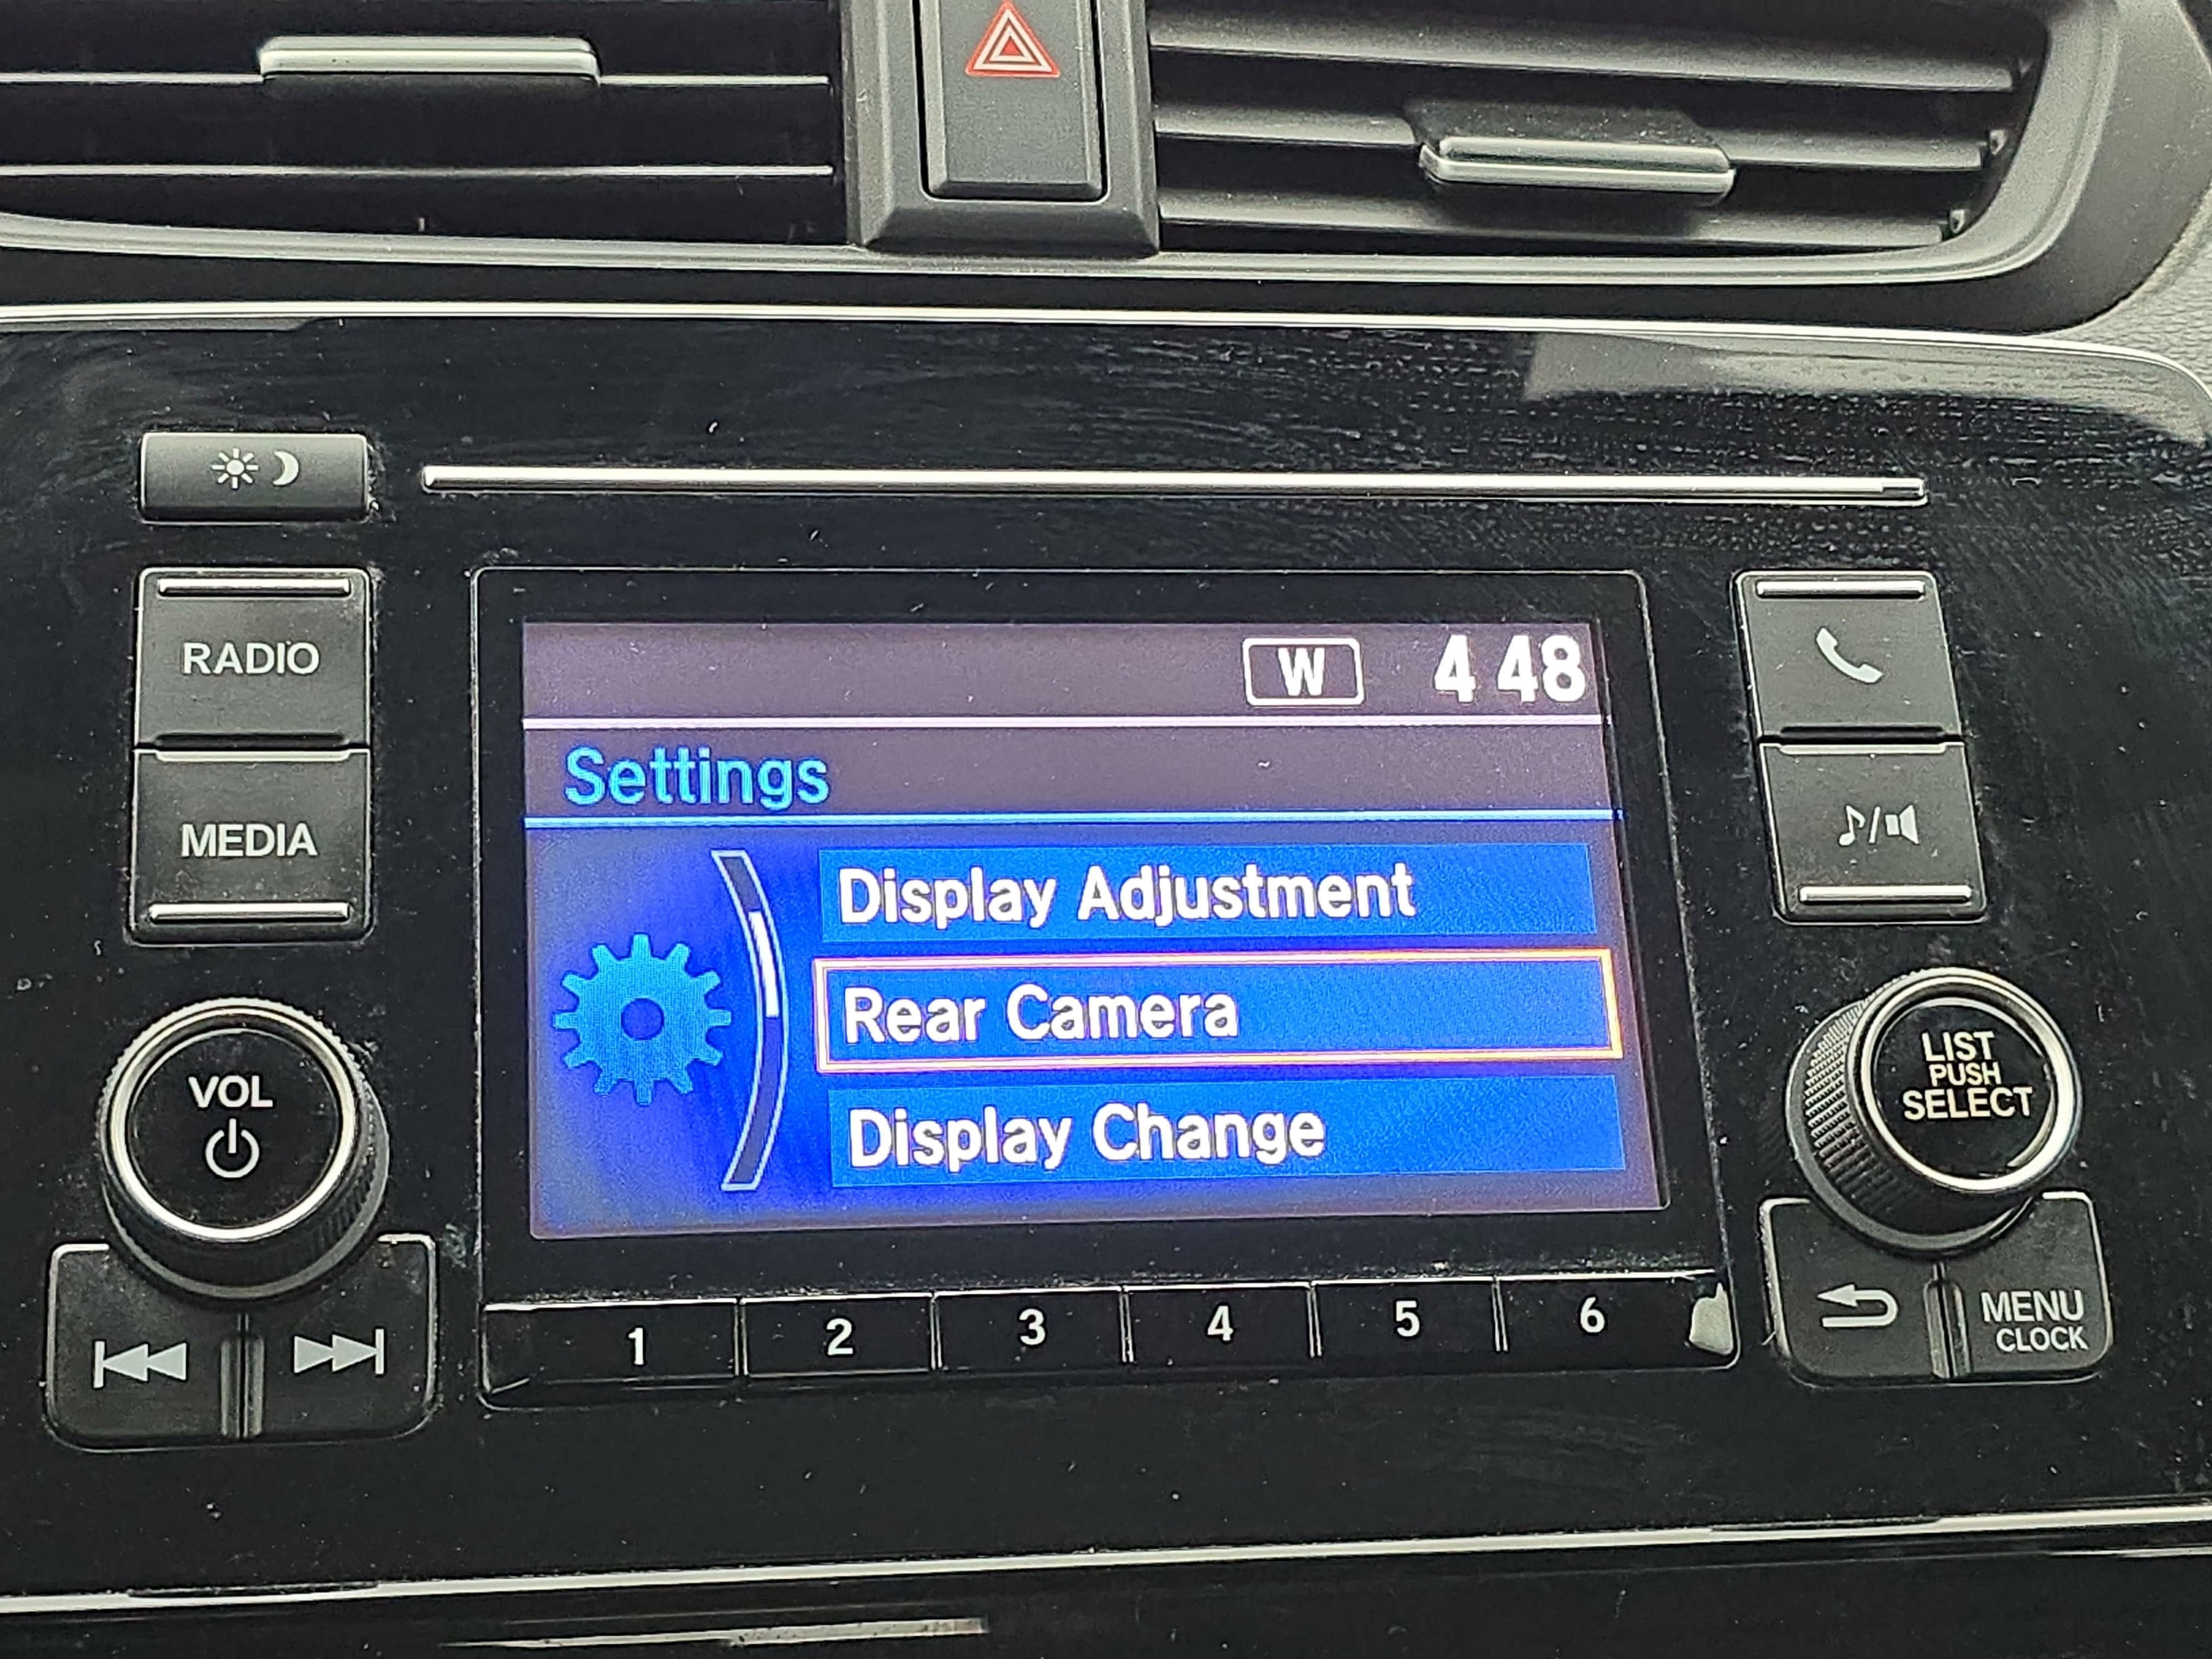 RADIO
MEDIA
VOL
W 4 48
Settings
Display Adjustment
Rear Camera
Display Change
1 2 3 4 5 6
LIST
PUSH
SELECT
MENU
CLOCK